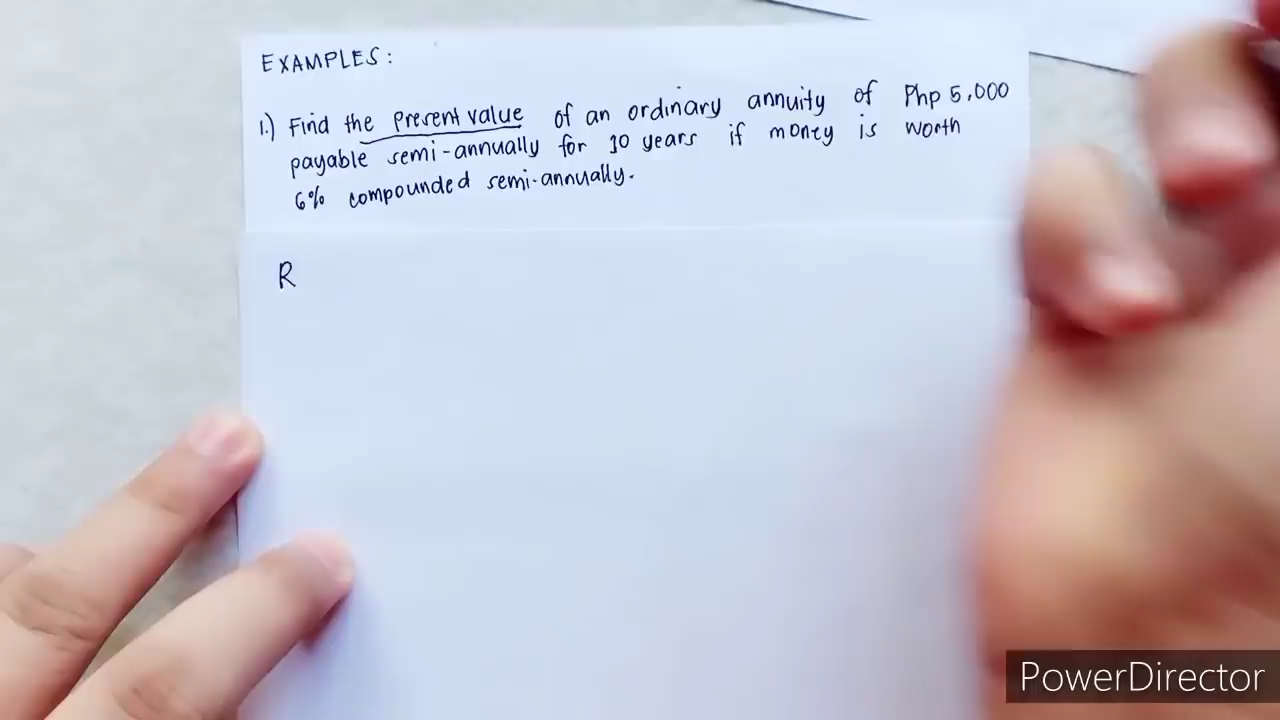 EXAMPLES:
1.) Find the present value of an ordinary annuity of Php 5,000
payable semi-annually for 10 years if money is worth
6% compounded semi-annually.
R
PowerDirector